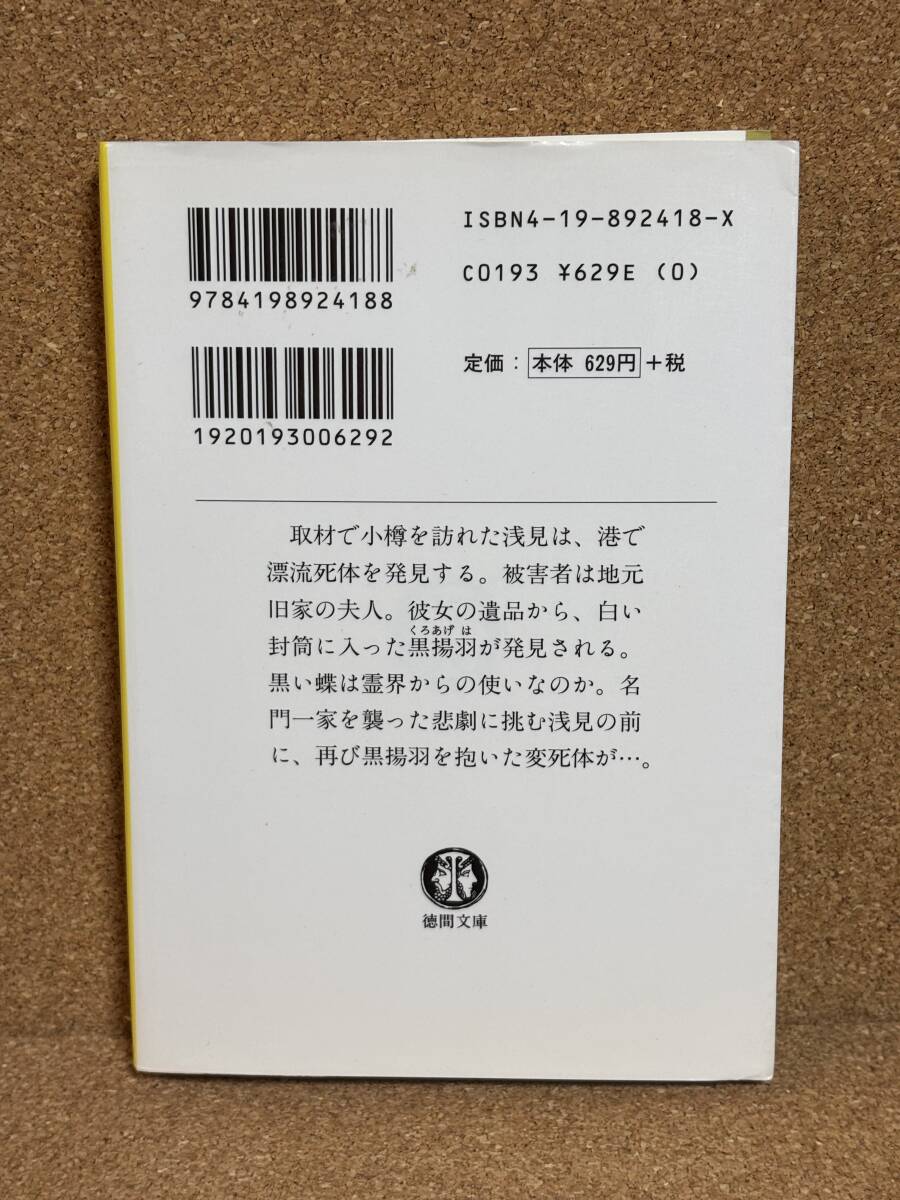 ISBN4-19-892418-X
9784198924188
C0193 ¥629E (0)
定価：本体 629円+税
1920193006292
取材で小樽を訪れた浅見は、港で
漂流死体を発見する。被害者は地元
旧家の夫人。彼女の遺品から、白い
くろあげは
封筒に入った黒揚羽が発見される。
黒い蝶は霊界からの使いなのか。名
門一家を襲った悲劇に挑む浅見の前
に、再び黒揚羽を抱いた変死体が…。
徳間文庫